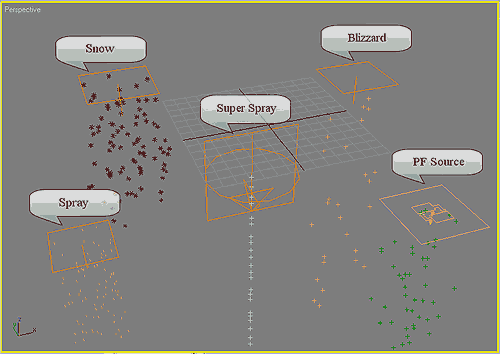 Perspective
Snow
Blizzard
Super Spray
PF Source
Spray
z
x